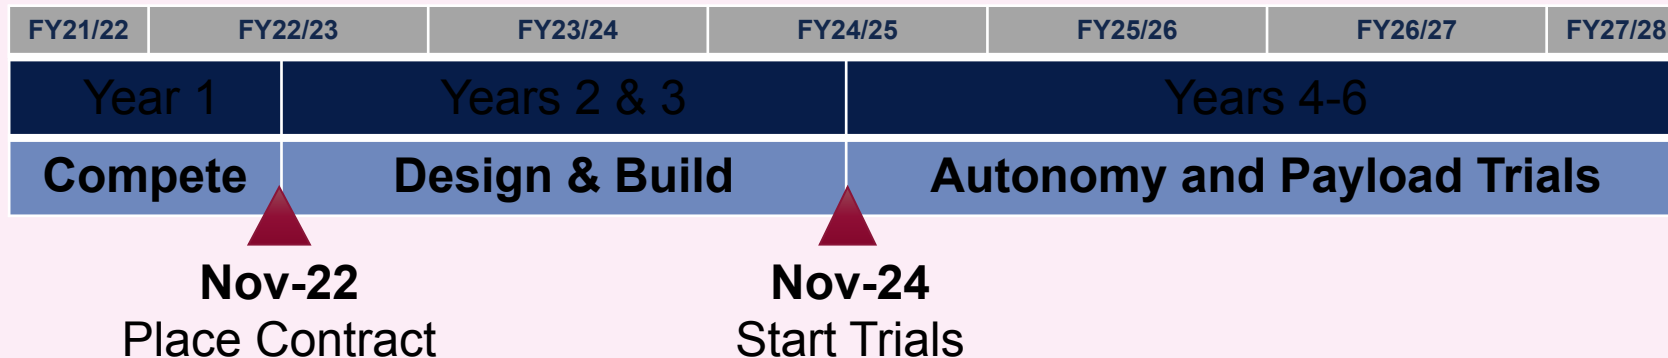 FY21/22 FY22/23 FY23/24 FY24/25 FY25/26 FY26/27 FY27/28
Year 1 Years 2 & 3 Years 4-6
Compete Design & Build Autonomy and Payload Trials
Nov-22 Nov-24
Place Contract Start Trials